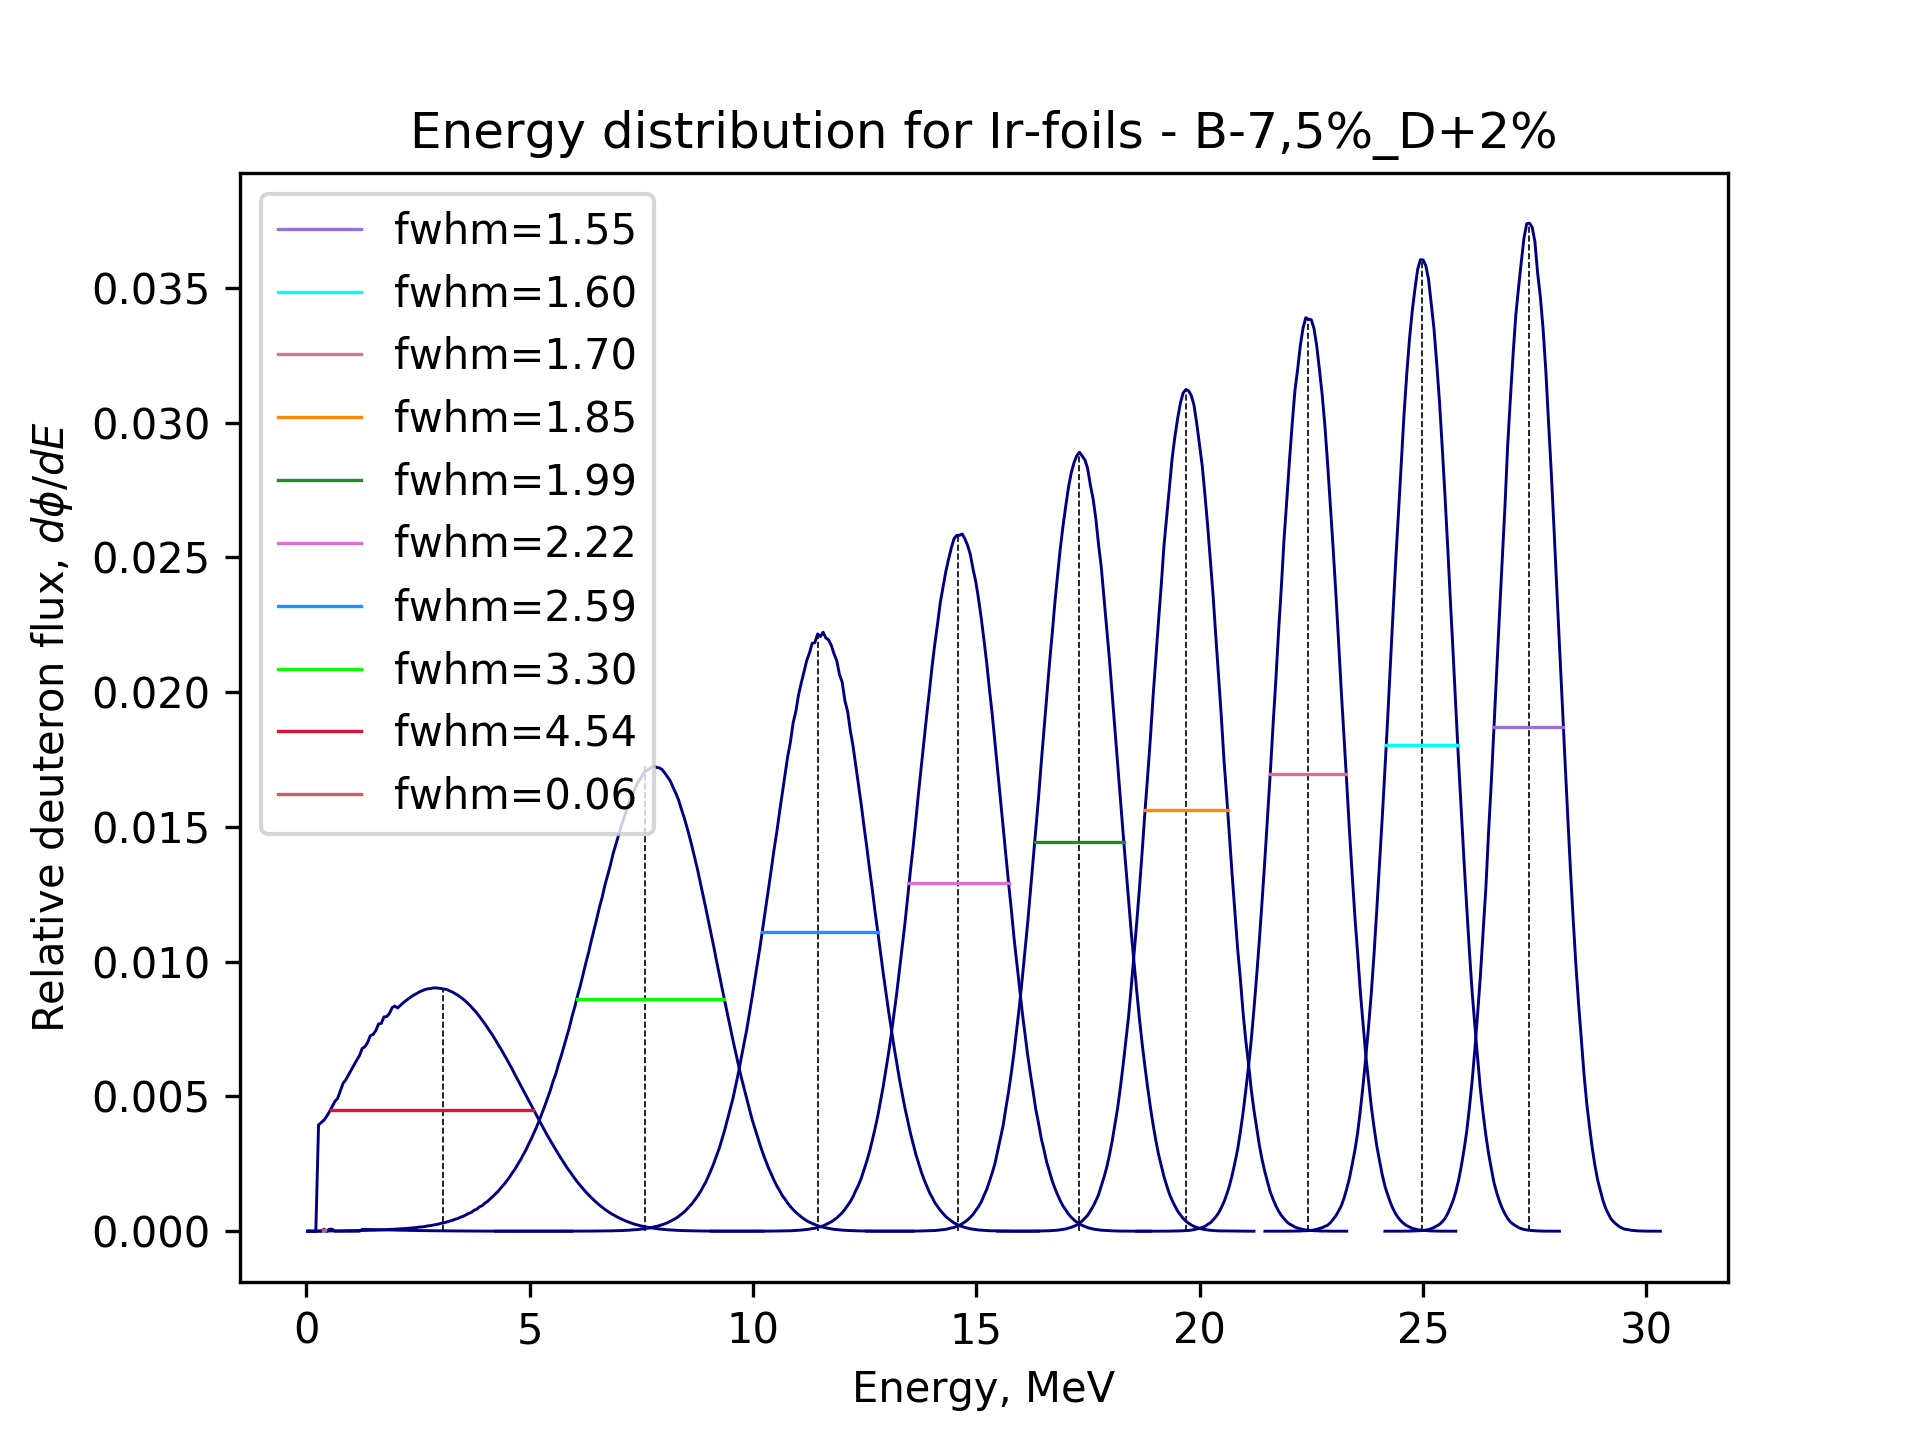 Energy distribution for Ir-foils - B-7,5%_D+2%
fwhm=1.55
fwhm=1.60
fwhm=1.70
fwhm=1.85
fwhm=1.99
fwhm=2.22
fwhm=2.59
fwhm=3.30
fwhm=4.54
fwhm=0.06
Relative deuteron flux, dϕ/dE
0.035
0.030
0.025
0.020
0.015
0.010
0.005
0.000
0 5 10 15 20 25 30
Energy, MeV